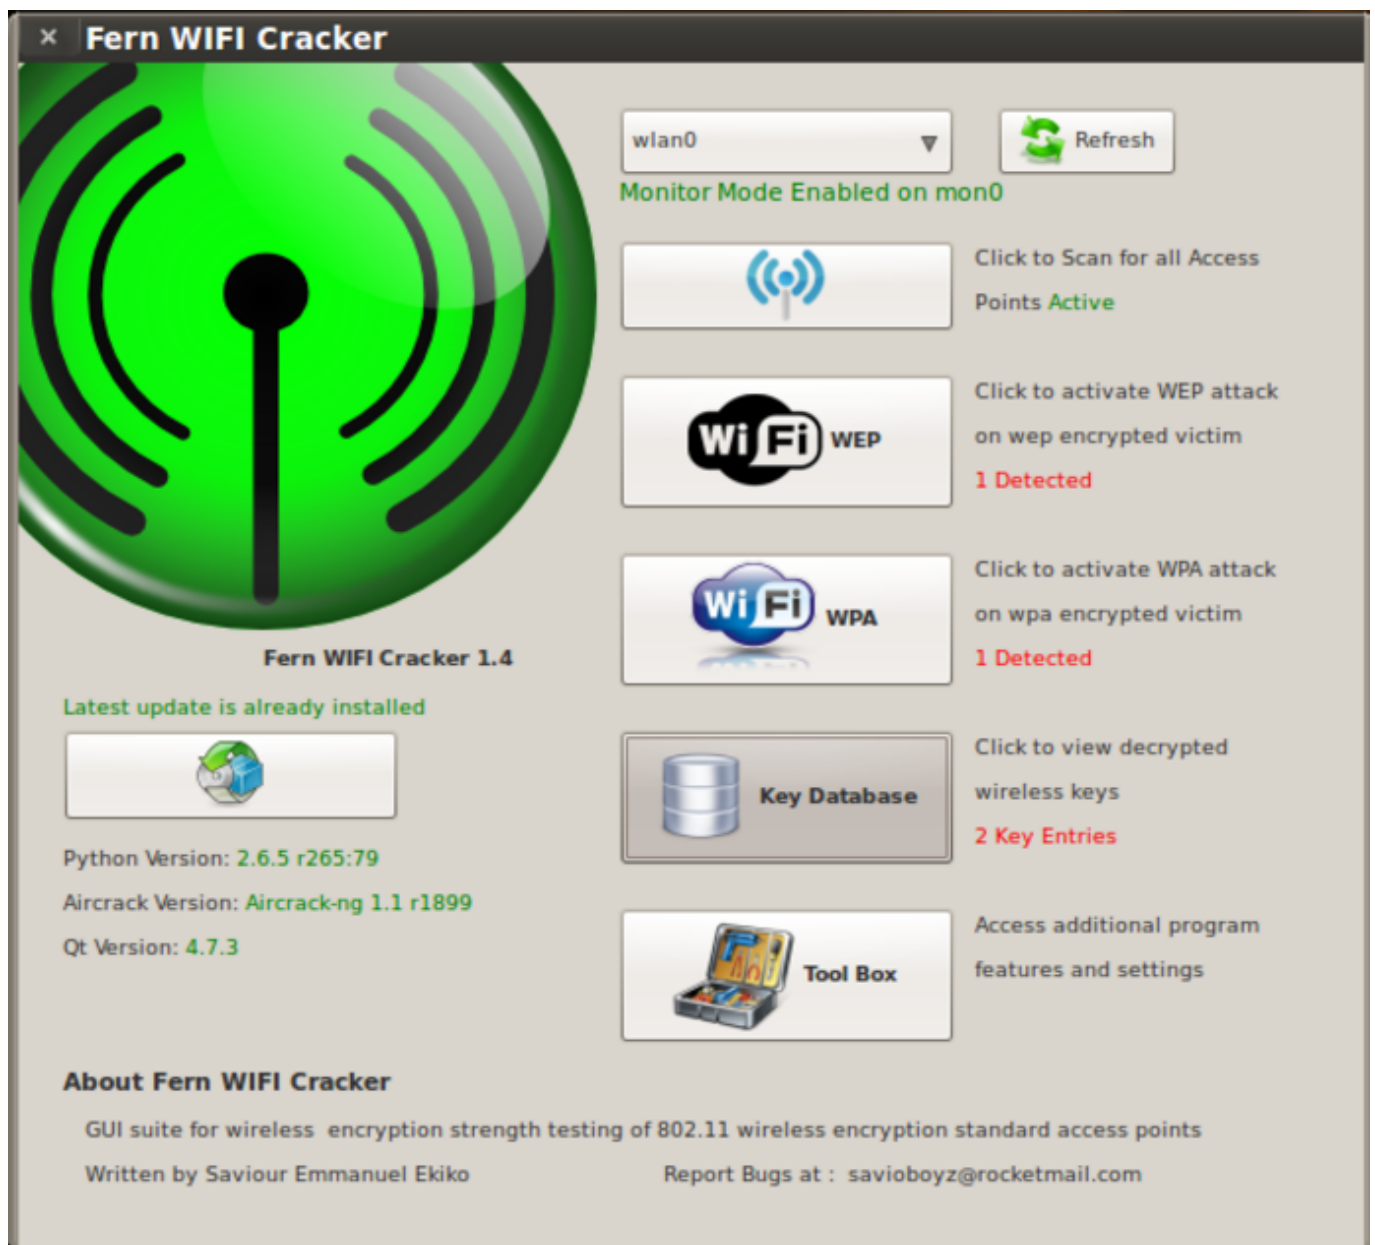 Fern WIFI Cracker
wlan0
Refresh
Monitor Mode Enabled on mon0
Click to Scan for all Access
Points Active
WiFi WEP
Click to activate WEP attack
on wep encrypted victim
1 Detected
WiFi WPA
Click to activate WPA attack
on wpa encrypted victim
1 Detected
Fern WIFI Cracker 1.4
Latest update is already installed
Key Database
Click to view decrypted
wireless keys
2 Key Entries
Python Version: 2.6.5 r265:79
Aircrack Version: Aircrack-ng 1.1 r1899
Qt Version: 4.7.3
Tool Box
Access additional program
features and settings
About Fern WIFI Cracker
GUI suite for wireless  encryption strength testing of 802.11 wireless encryption standard access points
Written by Saviour Emmanuel Ekiko
Report Bugs at :  savioboyz@rocketmail.com